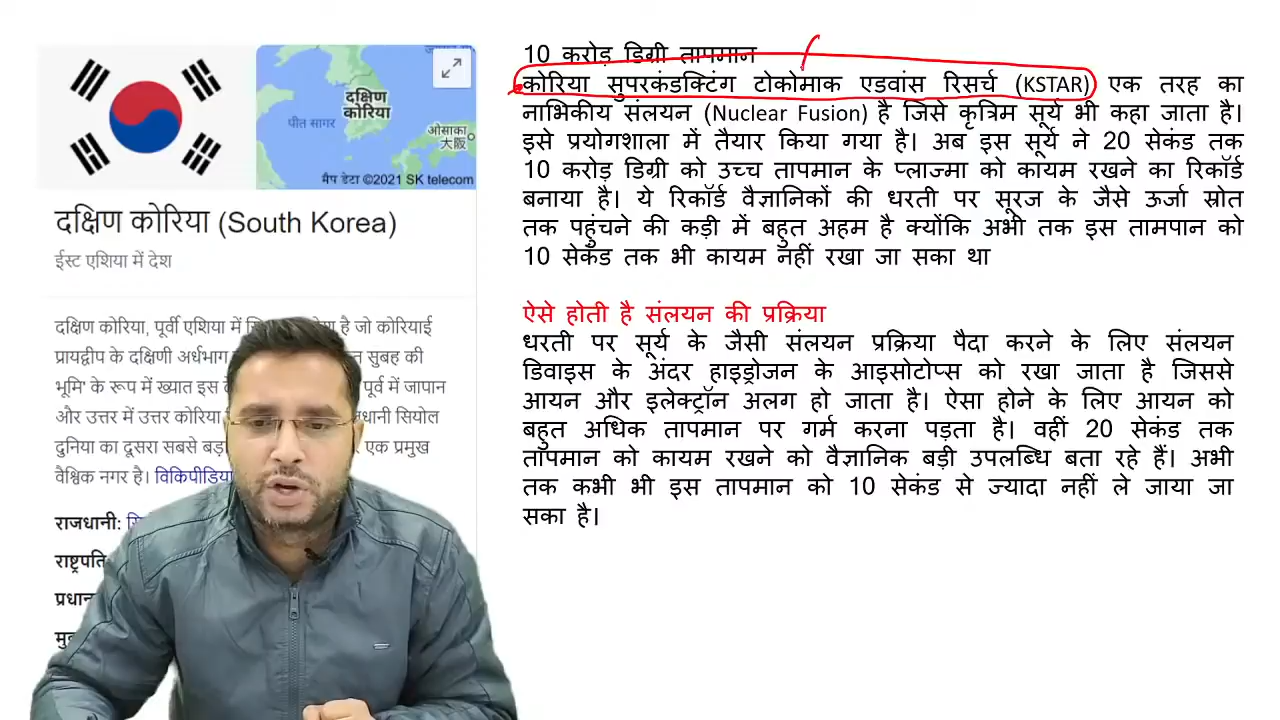 दक्षिण
कोरिया
पीत सागर
ओसाका
大阪
मैप डेटा ©2021 SK telecom
दक्षिण कोरिया (South Korea)
ईस्ट एशिया में देश
दक्षिण कोरिया, पूर्वी एशिया में है जो कोरियाई
प्रायद्वीप के दक्षिणी अर्धभाग सुबह की
भूमि' के रूप में ख्यात इस पूर्व में जापान
और उत्तर में उत्तर कोरिया सियोल
दुनिया का दूसरा सबसे एक प्रमुख
वैश्विक नगर है। विकिपीडिया
राजधानी:
10 करोड़ डिग्री तापमान
कोरिया सुपरकंडक्टिंग टोकोमाक एडवांस रिसर्च (KSTAR) एक तरह का
नाभिकीय संलयन (Nuclear Fusion) है जिसे कृत्रिम सूर्य भी कहा जाता है।
इसे प्रयोगशाला में तैयार किया गया है। अब इस सूर्य ने 20 सेकंड तक
10 करोड़ डिग्री को उच्च तापमान के प्लाज्मा को कायम रखने का रिकॉर्ड
बनाया है। ये रिकॉर्ड वैज्ञानिकों की धरती पर सूरज के जैसे ऊर्जा स्रोत
तक पहुंचने की कड़ी में बहुत अहम है क्योंकि अभी तक इस तामपान को
10 सेकंड तक भी कायम नहीं रखा जा सका था
ऐसे होती है संलयन की प्रक्रिया
धरती पर सूर्य के जैसी संलयन प्रक्रिया पैदा करने के लिए संलयन
डिवाइस के अंदर हाइड्रोजन के आइसोटोप्स को रखा जाता है जिससे
आयन और इलेक्ट्रॉन अलग हो जाता है। ऐसा होने के लिए आयन को
बहुत अधिक तापमान पर गर्म करना पड़ता है। वहीं 20 सेकंड तक
तापमान को कायम रखने को वैज्ञानिक बड़ी उपलब्धि बता रहे हैं। अभी
तक कभी भी इस तापमान को 10 सेकंड से ज्यादा नहीं ले जाया जा
सका है।